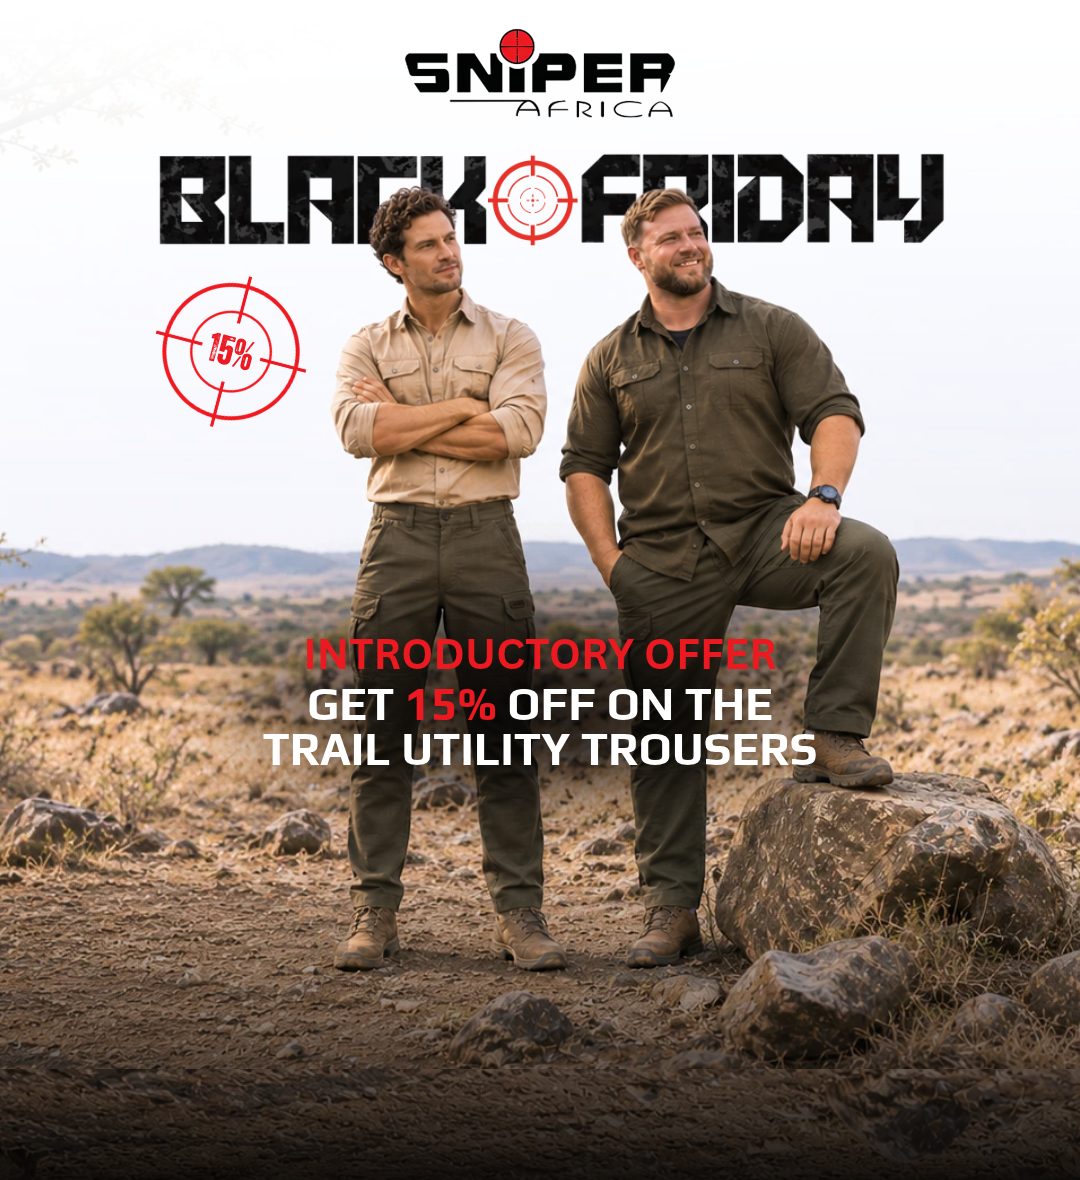 SNIPER
AFRICA
BLACK FRIDAY
15%
INTRODUCTORY OFFER
GET 15% OFF ON THE
TRAIL UTILITY TROUSERS